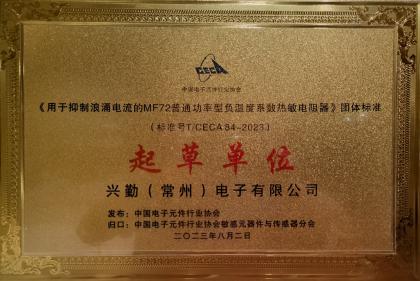 CECA
中国电子元件行业协会
《用于抑制浪涌电流的MF72普通功率型负温度系数热敏电阻器》团体标准
(标准号T/CECA 84-2023)
起草单位
兴勤（常州）电子有限公司
发布：中国电子元件行业协会
归口：中国电子元件行业协会敏感元器件与传感器分会
二〇二三年八月二日